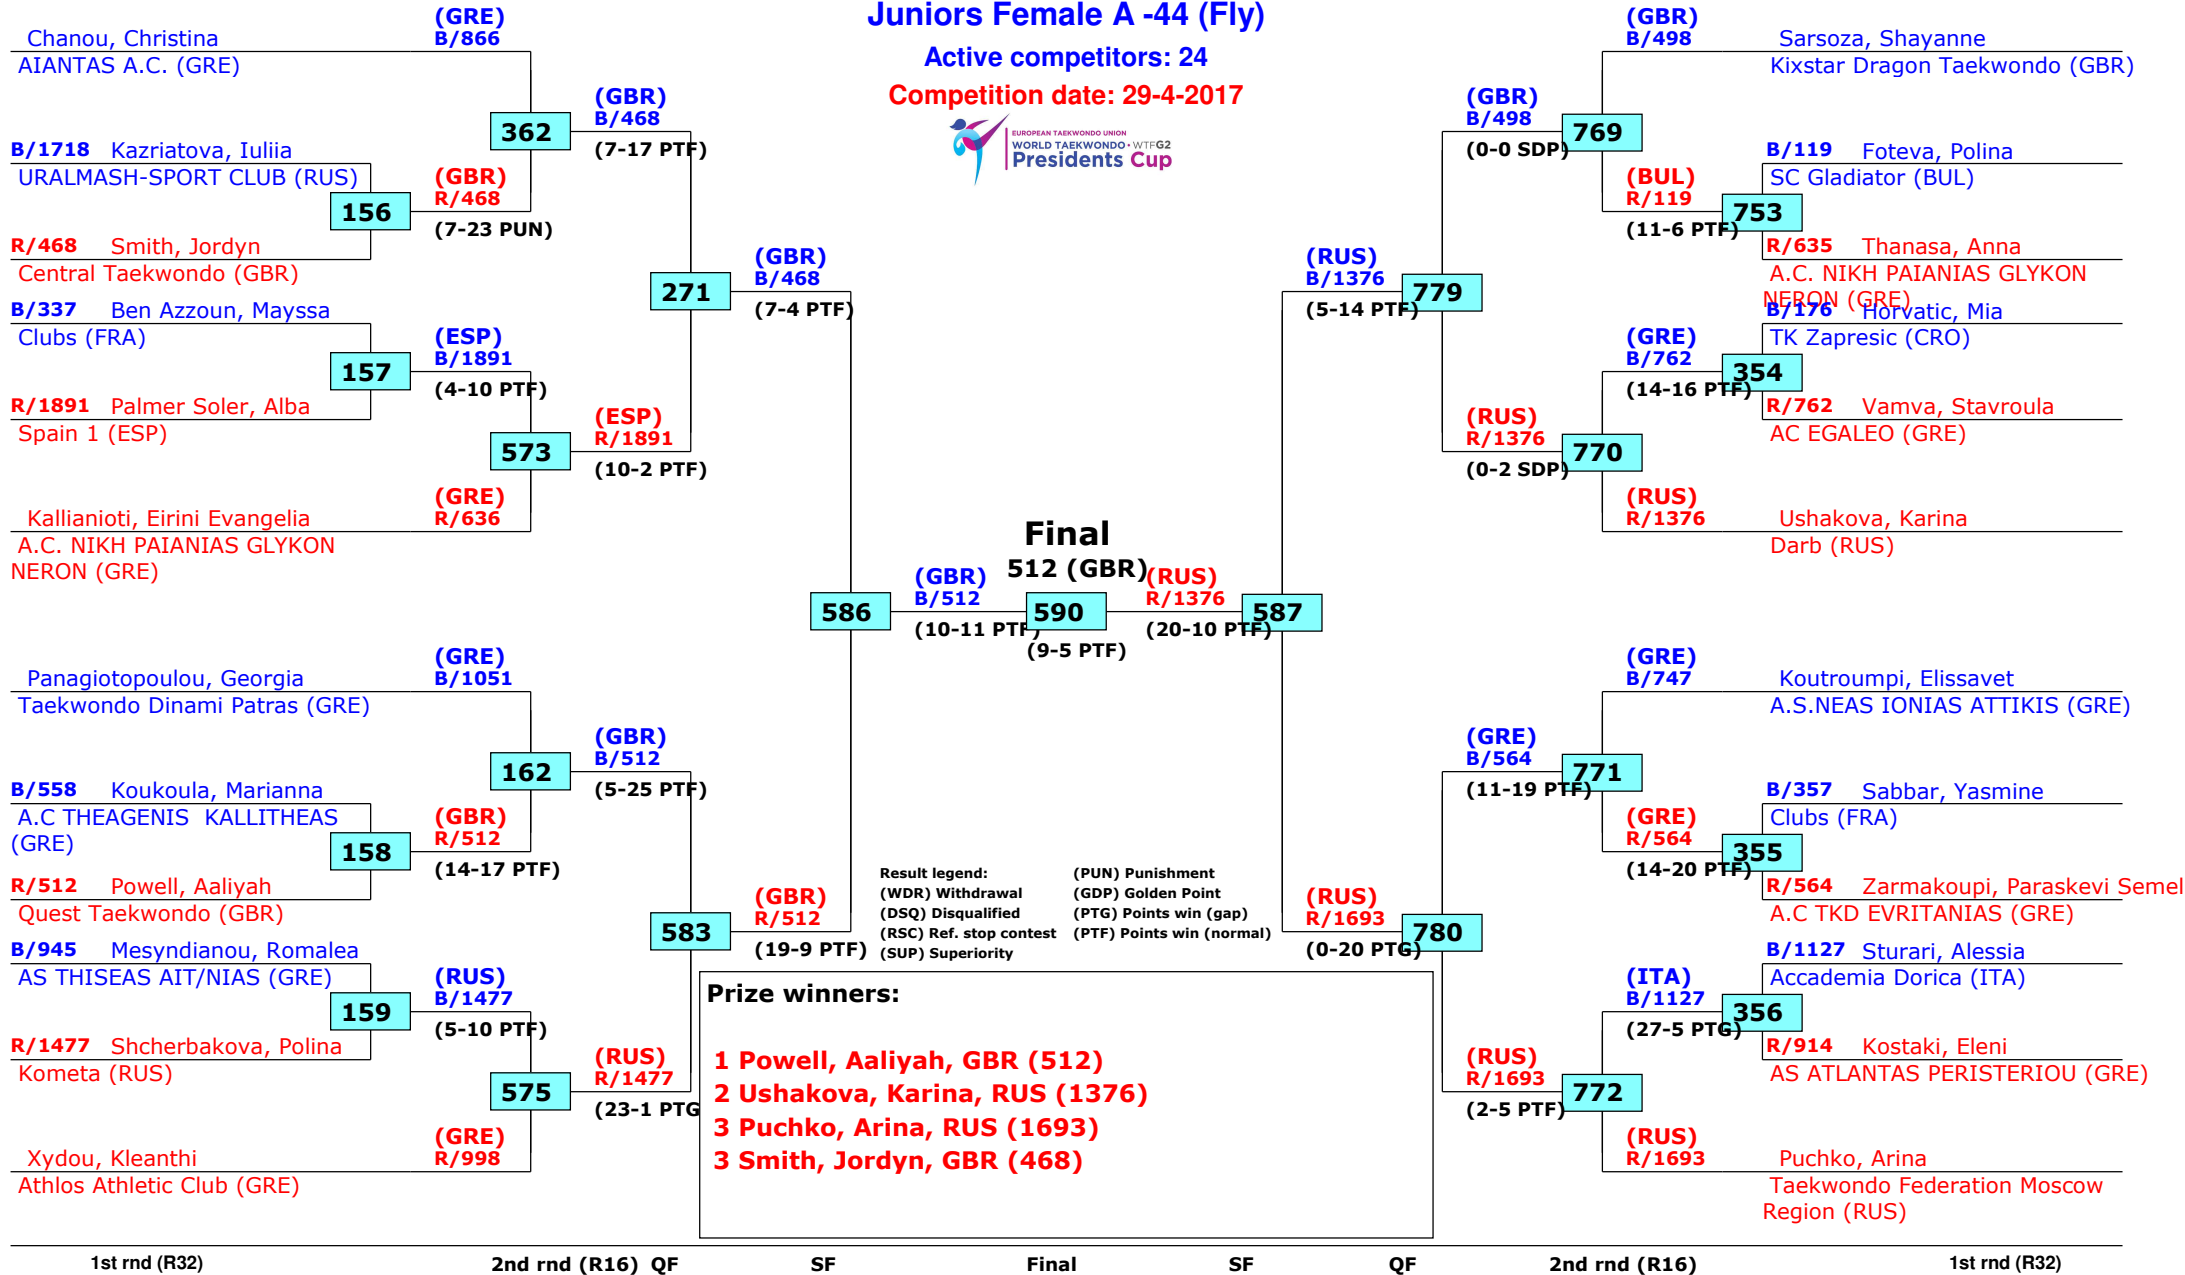 Juniors Female A -44 (Fly)
Active competitors: 24
Competition date: 29-4-2017
EUROPEAN TAEKWONDO UNION
WORLD TAEKWONDO • WTFG2
Presidents Cup
Chanou, Christina
AIANTAS A.C. (GRE)
(GRE)
B/866
B/1718 Kazriatova, Iuliia
URALMASH-SPORT CLUB (RUS)
156
R/468 Smith, Jordyn
Central Taekwondo (GBR)
(GBR)
R/468
(7-23 PUN)
362
(GBR)
B/468
(7-17 PTF)
B/337 Ben Azzoun, Mayssa
Clubs (FRA)
157
R/1891 Palmer Soler, Alba
Spain 1 (ESP)
(ESP)
B/1891
(4-10 PTF)
573
(ESP)
R/1891
(10-2 PTF)
(GRE)
R/636
Kallianioti, Eirini Evangelia
A.C. NIKH PAIANIAS GLYKON
NERON (GRE)
271
(GBR)
B/468
(7-4 PTF)
Panagiotopoulou, Georgia
Taekwondo Dinami Patras (GRE)
(GRE)
B/1051
162
(GBR)
B/512
(5-25 PTF)
B/558 Koukoula, Marianna
A.C THEAGENIS  KALLITHEAS
(GRE)
158
R/512 Powell, Aaliyah
Quest Taekwondo (GBR)
(GBR)
R/512
(14-17 PTF)
B/945 Mesyndianou, Romalea
AS THISEAS AIT/NIAS (GRE)
159
R/1477 Shcherbakova, Polina
Kometa (RUS)
(RUS)
B/1477
(5-10 PTF)
575
(RUS)
R/1477
(23-1 PTG
(GRE)
R/998
Xydou, Kleanthi
Athlos Athletic Club (GRE)
583
(GBR)
R/512
(19-9 PTF)
586
(GBR)
B/512
(10-11 PTF)
Final
512 (GBR)
590
(9-5 PTF)
(RUS)
R/1376
(20-10 PTF)
587
(RUS)
B/1376
(5-14 PTF)
779
(GBR)
B/498
(0-0 SDP)
769
(GBR)
B/498
Sarsoza, Shayanne
Kixstar Dragon Taekwondo (GBR)
(BUL)
R/119
(11-6 PTF)
753
B/119 Foteva, Polina
SC Gladiator (BUL)
R/635 Thanasa, Anna
A.C. NIKH PAIANIAS GLYKON
NERON (GRE)
B/176 Horvatic, Mia
TK Zapresic (CRO)
354
(GRE)
B/762
(14-16 PTF)
R/762 Vamva, Stavroula
AC EGALEO (GRE)
(RUS)
R/1376
(0-2 SDP)
770
(RUS)
R/1376
Ushakova, Karina
Darb (RUS)
(GRE)
B/747
Koutroumpi, Elissavet
A.S.NEAS IONIAS ATTIKIS (GRE)
(GRE)
B/564
(11-19 PTF)
771
B/357 Sabbar, Yasmine
Clubs (FRA)
(GRE)
R/564
(14-20 PTF)
355
R/564 Zarmakoupi, Paraskevi Semel
A.C TKD EVRITANIAS (GRE)
(RUS)
R/1693
(0-20 PTG)
780
B/1127 Sturari, Alessia
Accademia Dorica (ITA)
(ITA)
B/1127
(27-5 PTG)
356
R/914 Kostaki, Eleni
AS ATLANTAS PERISTERIOU (GRE)
(RUS)
R/1693
(2-5 PTF)
772
(RUS)
R/1693
Puchko, Arina
Taekwondo Federation Moscow
Region (RUS)
Result legend: (PUN) Punishment
(WDR) Withdrawal (GDP) Golden Point
(DSQ) Disqualified (PTG) Points win (gap)
(RSC) Ref. stop contest (PTF) Points win (normal)
(SUP) Superiority
Prize winners:
1 Powell, Aaliyah, GBR (512)
2 Ushakova, Karina, RUS (1376)
3 Puchko, Arina, RUS (1693)
3 Smith, Jordyn, GBR (468)
1st rnd (R32) 2nd rnd (R16) QF SF Final SF QF 2nd rnd (R16) 1st rnd (R32)